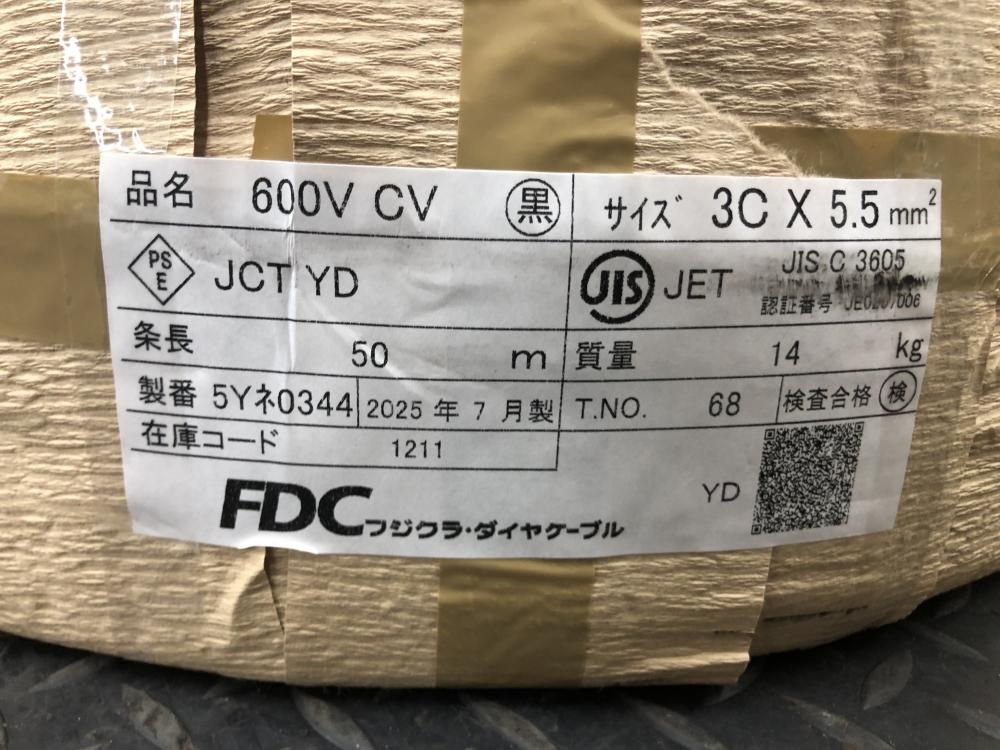 品名 600V CV 黒 サイズ 3C X 5.5 mm²
PS E JCT YD JIS JET JIS C 3605
認証番号
条長 50 m 質量 14 kg
製番 5Yネ0344 2025 年 7 月製 T.NO. 68 検査合格 検
在庫コード 1211
YD
FDC フジクラ・ダイヤケーブル